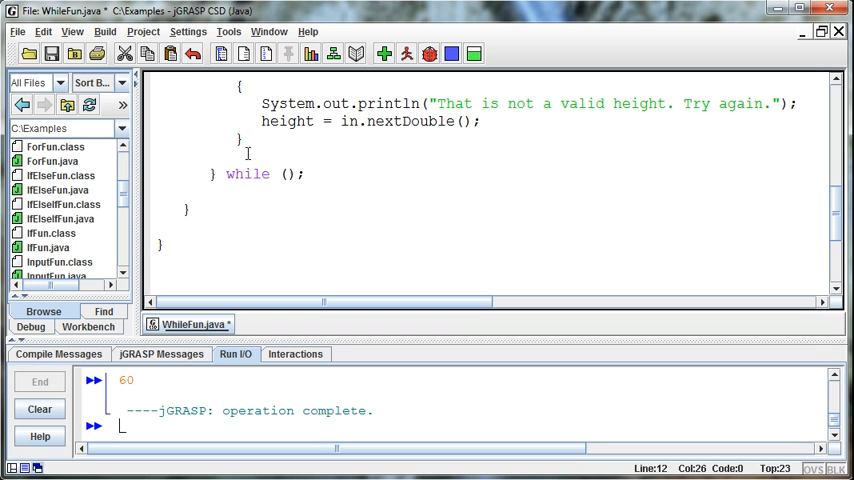 WhileFun.java * C:\Examples - jGRASP CSD (Java)
File Edit View Build Project Settings Tools Window Help
All Files Sort B...
C:\Examples
ForFun.class
ForFun.java
IfElseFun.class
IfElseFun.java
IfElseIfFun.class
IfElseIfFun.java
IfFun.class
IfFun.java
InputFun.class
InputFun.java
Browse Find
Debug Workbench
{
System.out.println("That is not a valid height. Try again.");
height = in.nextDouble();
}
} while ();
}
}
WhileFun.java *
Compile Messages jGRASP Messages Run I/O Interactions
End
Clear
Help
60
----jGRASP: operation complete.
Line:12 Col:26 Code:0 Top:23 OVS BLK